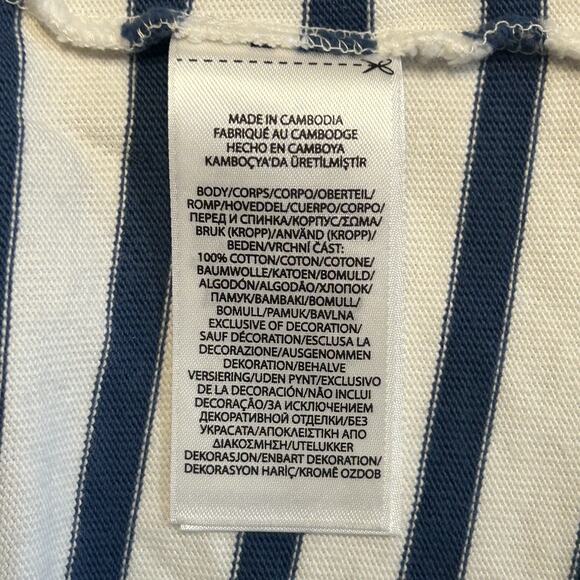 MADE IN CAMBODIA
FABRIQUÉ AU CAMBODGE
HECHO EN CAMBOYA
KAMBOÇYA'DA ÜRETİLMİŞTİR
BODY/CORPS/CORPO/OBERTEIL/
ROMP/HOVEDDEL/CUERPO/CORPO/
ПЕРЕД И СПИНКА/КОРПУС/ΣΩΜΑ/
BRUK (KROPP)/ANVÄND (KROPP)/
BEDEN/VRCHNÍ ČÁST:
100% COTTON/COTON/COTONE/
BAUMWOLLE/KATOEN/BOMULD/
ALGODÓN/ALGODÃO/ХЛОПОК/
ПАМУК/ΒΑΜΒΑΚΙ/BOMULL/
BOMULL/PAMUK/BAVLNA
EXCLUSIVE OF DECORATION/
SAUF DÉCORATION/ESCLUSA LA
DECORAZIONE/AUSGENOMMEN
DEKORATION/BEHALVE
VERSIERING/UDEN PYNT/EXCLUSIVO
DE LA DECORACIÓN/NÃO INCLUI
DECORAÇÃO/ЗА ИСКЛЮЧЕНИЕМ
ДЕКОРАТИВНОЙ ОТДЕЛКИ/БЕЗ
УКРАСАТА/ΑΠΟΚΛΕΙΣΤΙΚΗ ΑΠΟ
ΔΙΑΚΟΣΜΗΣΗ/UTELUKKER
DEKORASJON/ENBART DEKORATION/
DEKORASYON HARİÇ/KROMĚ OZDOB